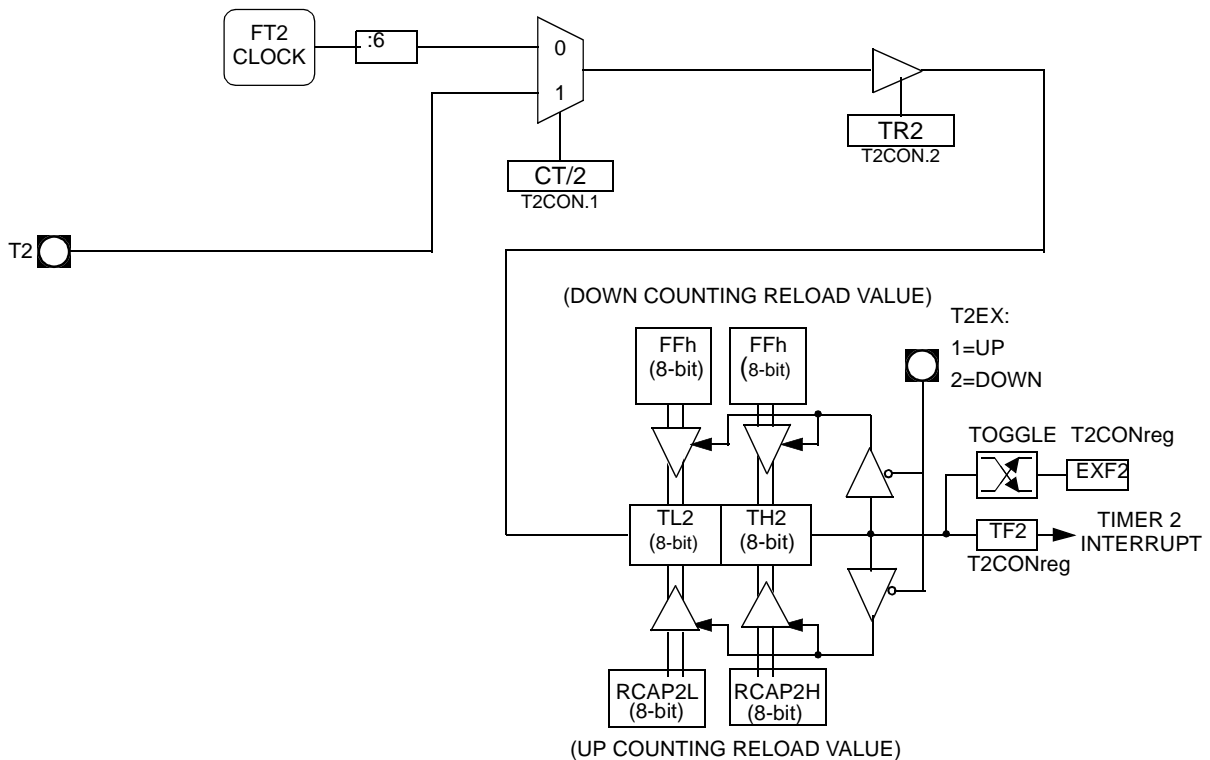 FT2
CLOCK
:6
0
1
TR2
T2CON.2
CT/2
T2CON.1
T2
(DOWN COUNTING RELOAD VALUE)
T2EX:
1=UP
2=DOWN
FFh
(8-bit)
FFh
(8-bit)
TOGGLE
T2CONreg
EXF2
TL2
(8-bit)
TH2
(8-bit)
TF2
T2CONreg
TIMER 2
INTERRUPT
RCAP2L
(8-bit)
RCAP2H
(8-bit)
(UP COUNTING RELOAD VALUE)